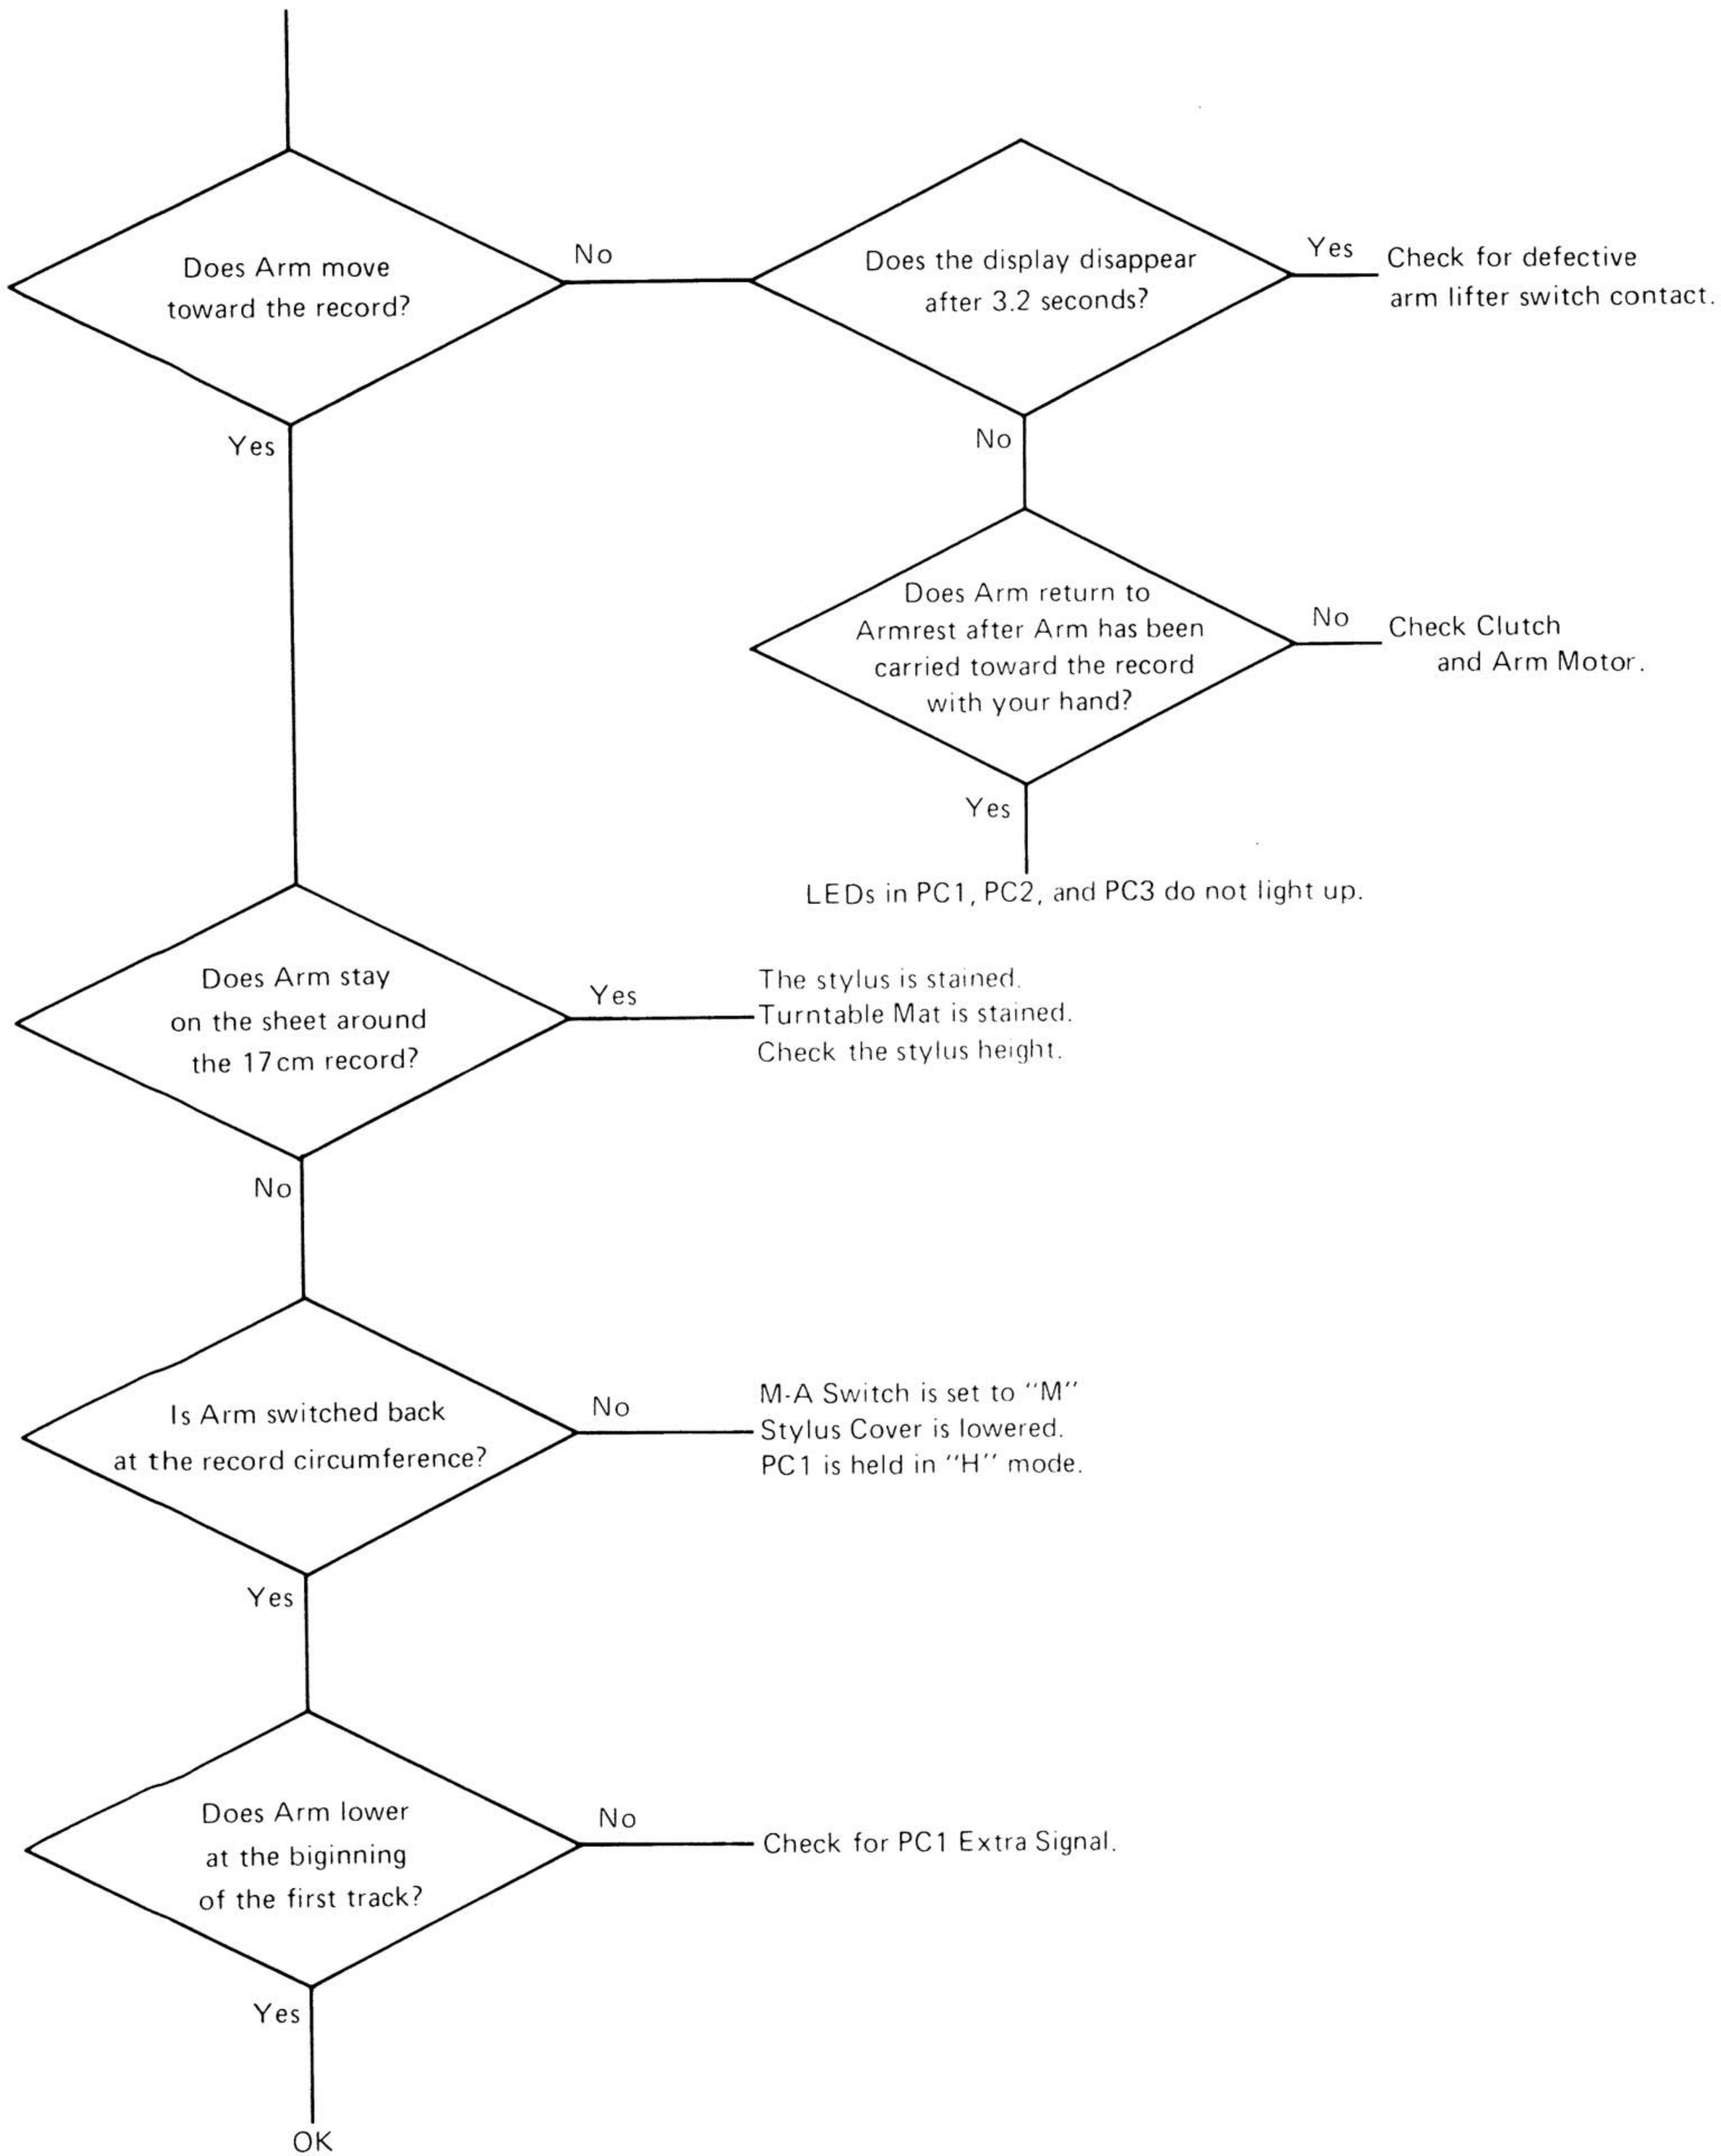 Does Arm move
toward the record?
No
Does the display disappear
after 3.2 seconds?
Yes
Check for defective
arm lifter switch contact.
Yes
No
Does Arm return to
Armrest after Arm has been
carried toward the record
with your hand?
No
Check Clutch
and Arm Motor.
Yes
LEDs in PC1, PC2, and PC3 do not light up.
Does Arm stay
on the sheet around
the 17cm record?
Yes
The stylus is stained.
Turntable Mat is stained.
Check the stylus height.
No
Is Arm switched back
at the record circumference?
No
M-A Switch is set to "M"
Stylus Cover is lowered.
PC1 is held in "H" mode.
Yes
Does Arm lower
at the biginning
of the first track?
No
Check for PC1 Extra Signal.
Yes
OK